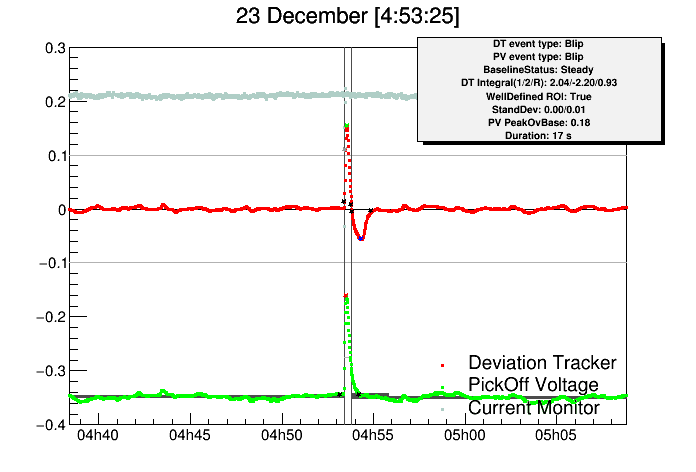 23 December [4:53:25]
DT event type: Blip
PV event type: Blip
BaselineStatus: Steady
DT Integral(1/2/R): 2.04/-2.20/0.93
WellDefined ROI: True
StandDev: 0.00/0.01
PV PeakOvBase: 0.18
Duration: 17 s
0.3
0.2
0.1
0
−0.1
−0.2
−0.3
−0.4
Deviation Tracker
PickOff Voltage
Current Monitor
04h40 04h45 04h50 04h55 05h00 05h05